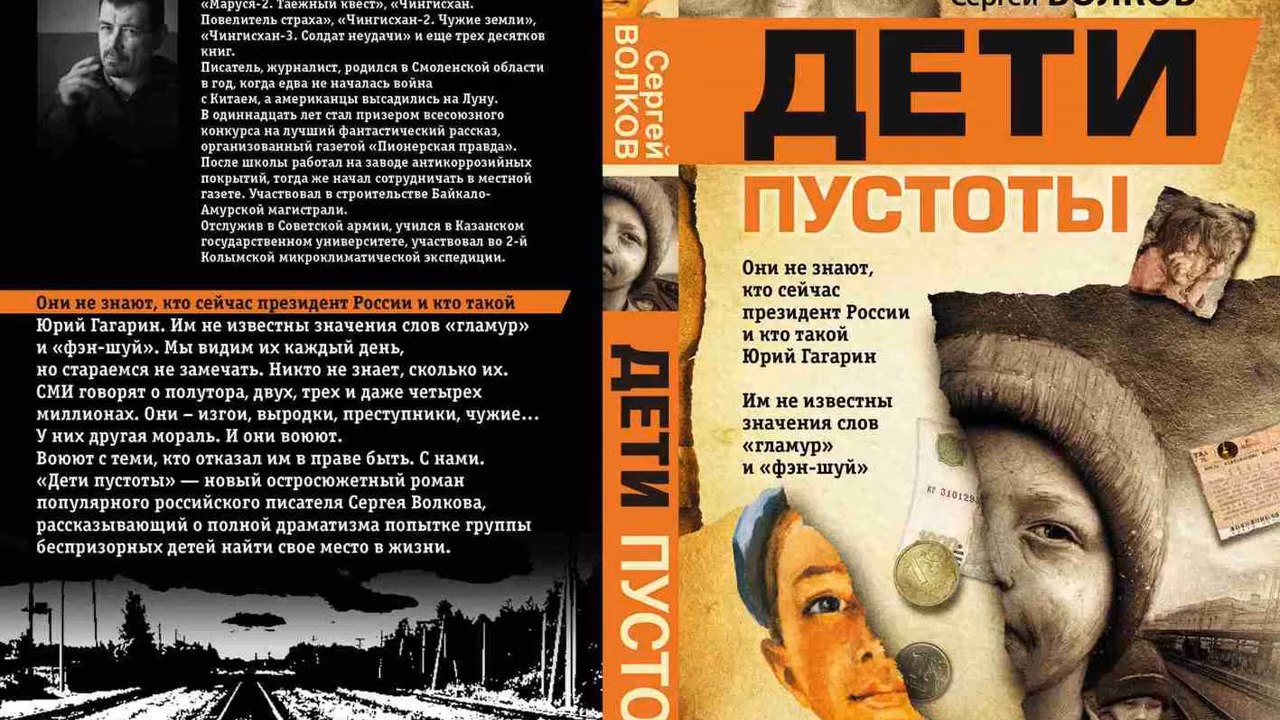 «Маруся-2. Таежный квест», «Чингисхан.
Повелитель страха», «Чингисхан-2. Чужие земли»,
«Чингисхан-3. Солдат неудачи» и еще трех десятков
книг.
Писатель, журналист, родился в Смоленской области
в год, когда едва не началась война
с Китаем, а американцы высадились на Луну.
В одиннадцать лет стал призером всесоюзного
конкурса на лучший фантастический рассказ,
организованный газетой «Пионерская правда».
После школы работал на заводе антикоррозийных
покрытий, тогда же начал сотрудничать в местной
газете. Участвовал в строительстве Байкало-
Амурской магистрали.
Отслужив в Советской армии, учился в Казанском
государственном университете, участвовал во 2-й
Колымской микроклиматической экспедиции.
Они не знают, кто сейчас президент России и кто такой
Юрий Гагарин. Им не известны значения слов «гламур»
и «фэн-шуй». Мы видим их каждый день,
но стараемся не замечать. Никто не знает, сколько их.
СМИ говорят о полутора, двух, трех и даже четырех
миллионах. Они – изгои, выродки, преступники, чужие...
У них другая мораль. И они воюют.
Воюют с теми, кто отказал им в праве быть. С нами.
«Дети пустоты» — новый остросюжетный роман
популярного российского писателя Сергея Волкова,
рассказывающий о полной драматизма попытке группы
беспризорных детей найти свое место в жизни.
Сергей
ВОЛКОВ
ДЕТИ ПУСТО
Сергей ВОЛКОВ
ДЕТИ
ПУСТОТЫ
Они не знают,
кто сейчас
президент России
и кто такой
Юрий Гагарин
Им не известны
значения слов
«гламур»
и «фэн-шуй»